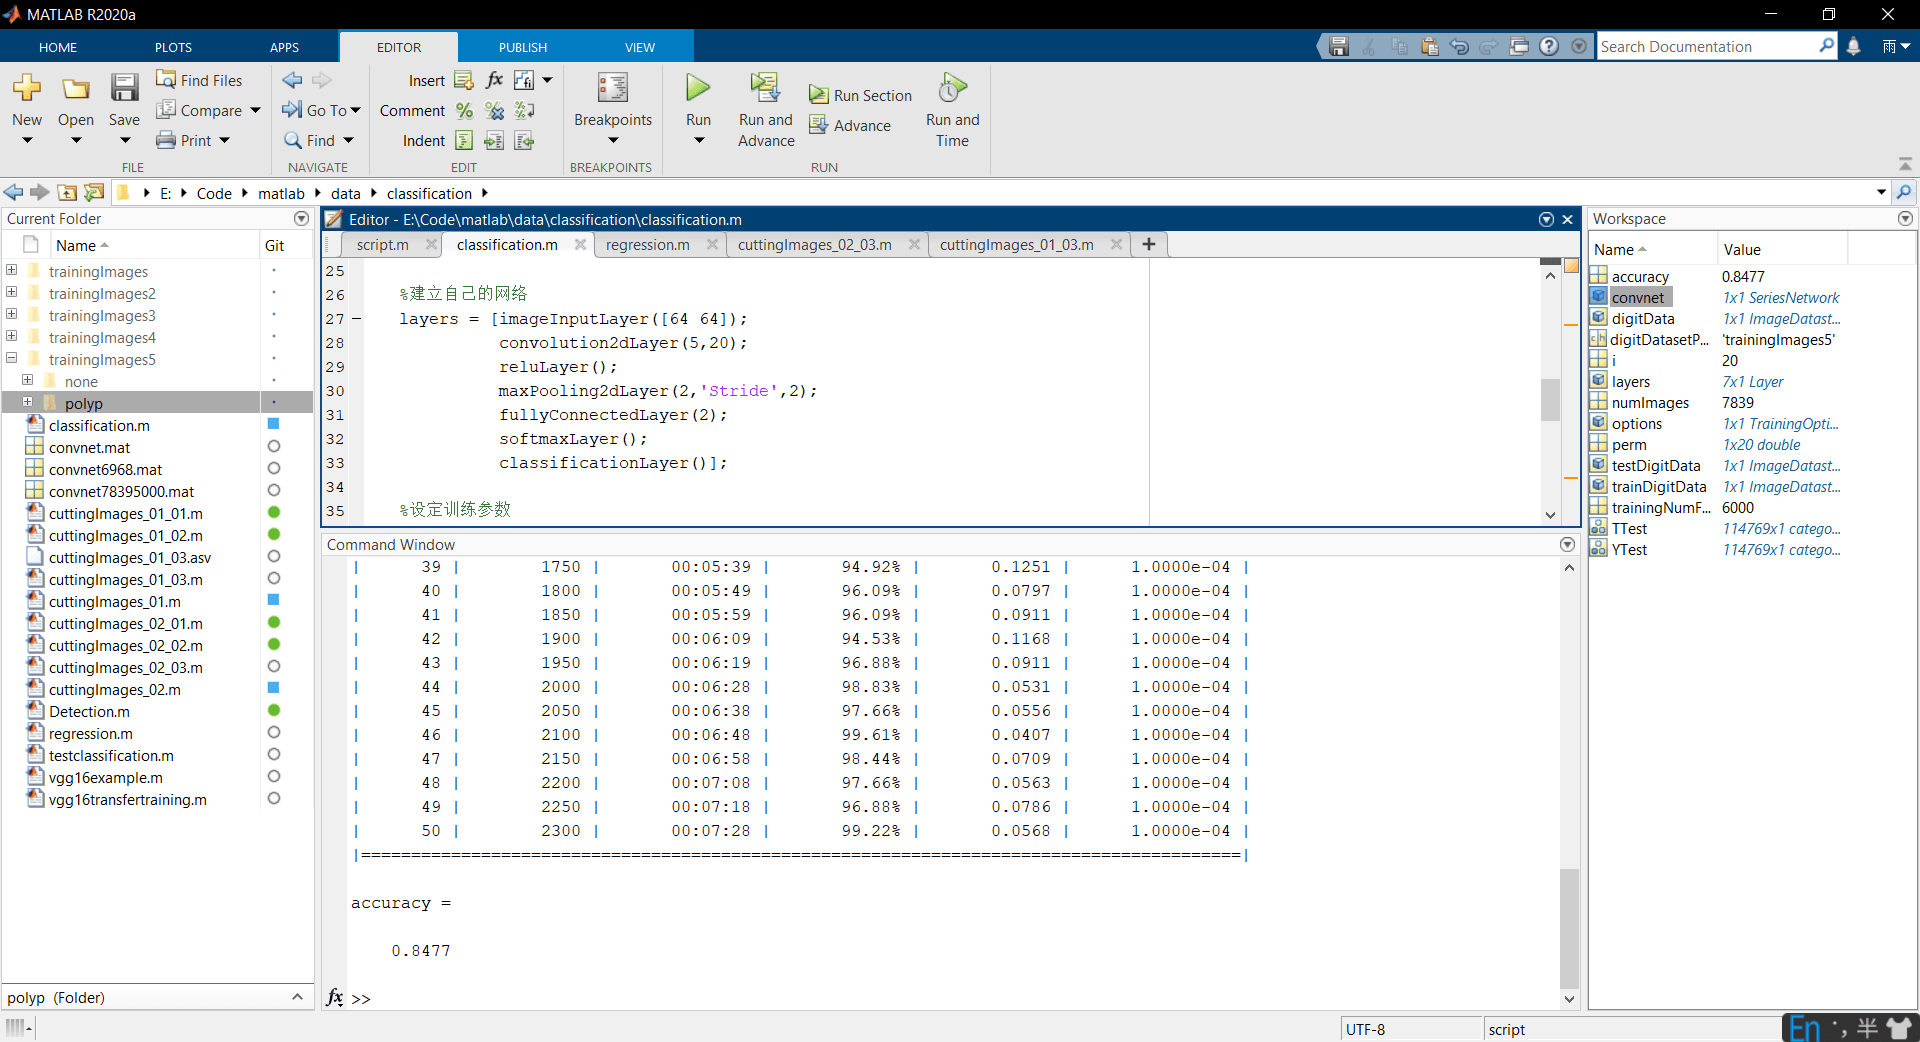 MATLAB R2020a
HOME PLOTS APPS EDITOR PUBLISH VIEW
Search Documentation
雨
New Open Save Find Files Compare Print
FILE
Go To Find
NAVIGATE
Insert fx fi
Comment
Indent
EDIT
Breakpoints
BREAKPOINTS
Run Run and Advance Run Section Advance Run and Time
RUN
E: Code matlab data classification
Current Folder
Name Git
trainingImages
trainingImages2
trainingImages3
trainingImages4
trainingImages5
none
polyp
classification.m
convnet.mat
convnet6968.mat
convnet78395000.mat
cuttingImages_01_01.m
cuttingImages_01_02.m
cuttingImages_01_03.asv
cuttingImages_01_03.m
cuttingImages_01.m
cuttingImages_02_01.m
cuttingImages_02_02.m
cuttingImages_02_03.m
cuttingImages_02.m
Detection.m
regression.m
testclassification.m
vgg16example.m
vgg16transfertraining.m
polyp (Folder)
Editor - E:\Code\matlab\data\classification\classification.m
script.m classification.m regression.m cuttingImages_02_03.m cuttingImages_01_03.m
25
26 %建立自己的网络
27 — layers = [imageInputLayer([64 64]);
28 convolution2dLayer(5,20);
29 reluLayer();
30 maxPooling2dLayer(2,'Stride',2);
31 fullyConnectedLayer(2);
32 softmaxLayer();
33 classificationLayer()];
34
35 %设定训练参数
Command Window
| 39 | 1750 | 00:05:39 | 94.92% | 0.1251 | 1.0000e-04 |
| 40 | 1800 | 00:05:49 | 96.09% | 0.0797 | 1.0000e-04 |
| 41 | 1850 | 00:05:59 | 96.09% | 0.0911 | 1.0000e-04 |
| 42 | 1900 | 00:06:09 | 94.53% | 0.1168 | 1.0000e-04 |
| 43 | 1950 | 00:06:19 | 96.88% | 0.0911 | 1.0000e-04 |
| 44 | 2000 | 00:06:28 | 98.83% | 0.0531 | 1.0000e-04 |
| 45 | 2050 | 00:06:38 | 97.66% | 0.0556 | 1.0000e-04 |
| 46 | 2100 | 00:06:48 | 99.61% | 0.0407 | 1.0000e-04 |
| 47 | 2150 | 00:06:58 | 98.44% | 0.0709 | 1.0000e-04 |
| 48 | 2200 | 00:07:08 | 97.66% | 0.0563 | 1.0000e-04 |
| 49 | 2250 | 00:07:18 | 96.88% | 0.0786 | 1.0000e-04 |
| 50 | 2300 | 00:07:28 | 99.22% | 0.0568 | 1.0000e-04 |
|========================================================================================|
accuracy =
0.8477
fx >>
Workspace
Name Value
accuracy 0.8477
convnet 1x1 SeriesNetwork
digitData 1x1 ImageDatast...
digitDatasetP... 'trainingImages5'
i 20
layers 7x1 Layer
numImages 7839
options 1x1 TrainingOpti...
perm 1x20 double
testDigitData 1x1 ImageDatast...
trainDigitData 1x1 ImageDatast...
trainingNumF... 6000
TTest 114769x1 catego...
YTest 114769x1 catego...
UTF-8 script
En 半